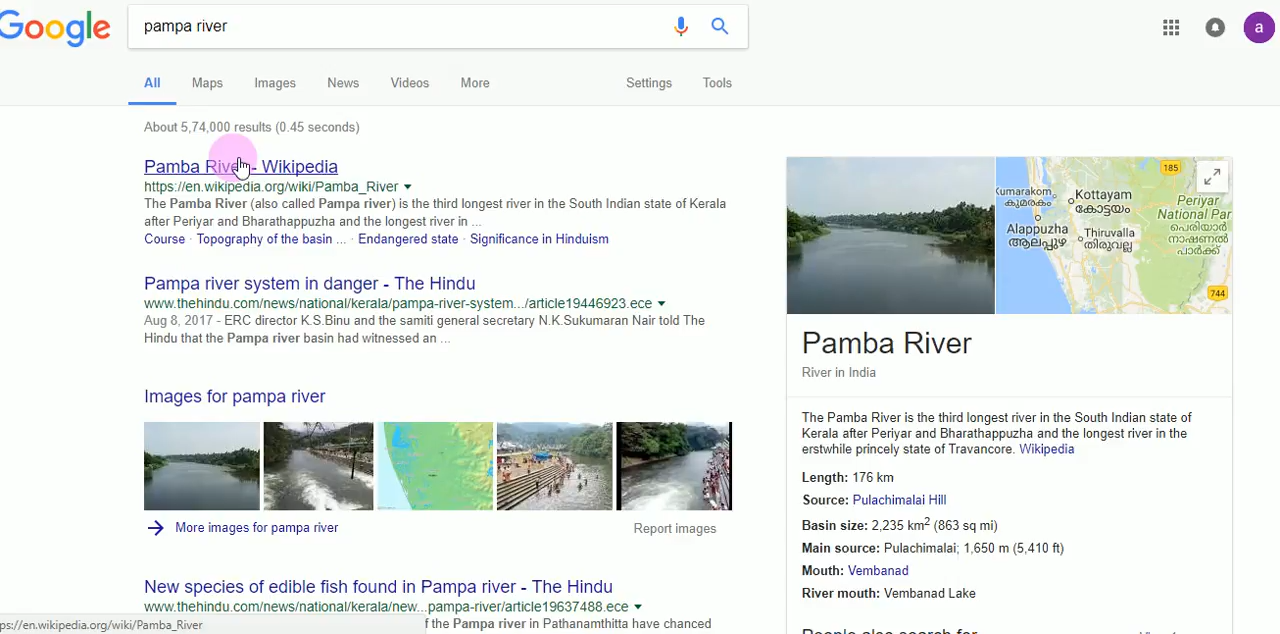 Google
pampa river
a
All Maps Images News Videos More Settings Tools
About 5,74,000 results (0.45 seconds)
Pamba River - Wikipedia
https://en.wikipedia.org/wiki/Pamba_River
The Pamba River (also called Pampa river) is the third longest river in the South Indian state of Kerala
after Periyar and Bharathappuzha and the longest river in ...
Course · Topography of the basin ... · Endangered state · Significance in Hinduism
Pampa river system in danger - The Hindu
www.thehindu.com/news/national/kerala/pampa-river-system.../article19446923.ece
Aug 8, 2017 - ERC director K.S.Binu and the samiti general secretary N.K.Sukumaran Nair told The
Hindu that the Pampa river basin had witnessed an ...
Images for pampa river
More images for pampa river
Report images
New species of edible fish found in Pampa river - The Hindu
www.thehindu.com/news/national/kerala/new...pampa-river/article19637488.ece
f the Pampa river in Pathanamthitta have chanced
ps://en.wikipedia.org/wiki/Pamba_River
185
Kumarakom
കുമരകം
Kottayam
കോട്ടയം
Periyar
National Par
പെരിയാർ
നാഷണൽ
പാർക്ക്
Alappuzha
ആലപ്പുഴ
Thiruvalla
തിരുവല്ല
744
Pamba River
River in India
The Pamba River is the third longest river in the South Indian state of
Kerala after Periyar and Bharathappuzha and the longest river in the
erstwhile princely state of Travancore. Wikipedia
Length: 176 km
Source: Pulachimalai Hill
Basin size: 2,235 km² (863 sq mi)
Main source: Pulachimalai; 1,650 m (5,410 ft)
Mouth: Vembanad
River mouth: Vembanad Lake
People also search for